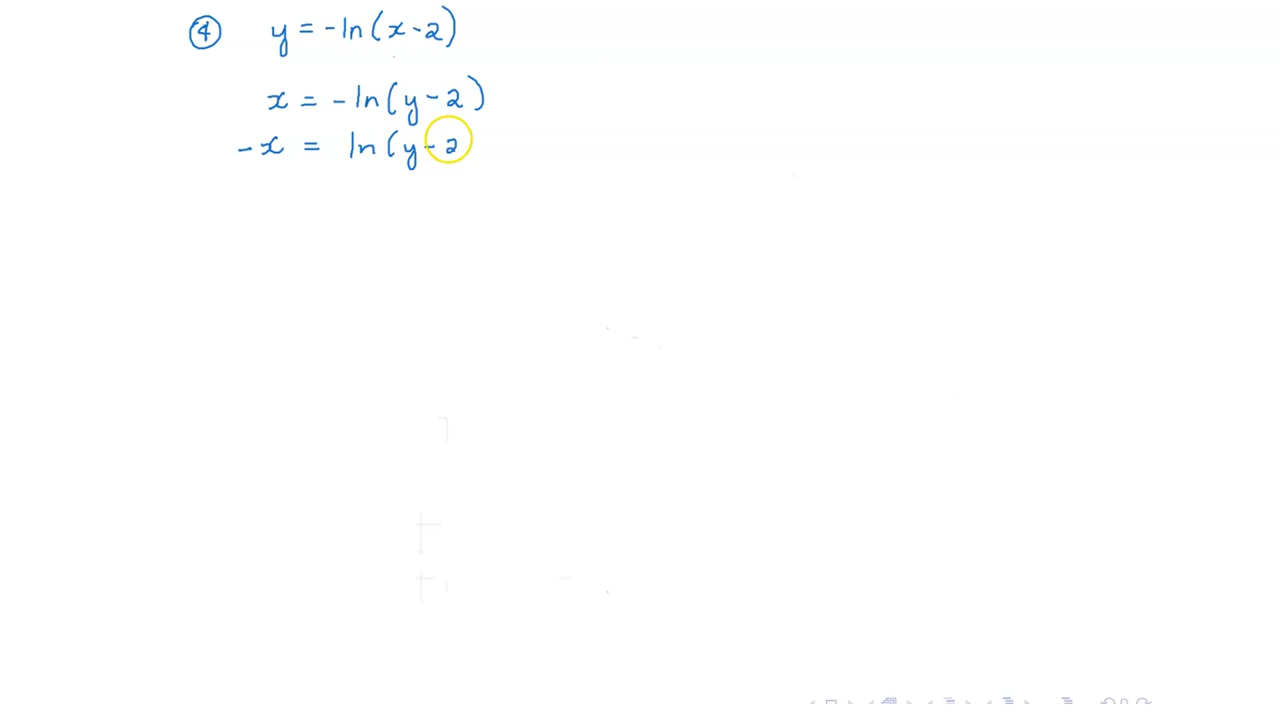 ④ y = -ln(x-2)
x = -ln(y-2)
-x = ln(y-2